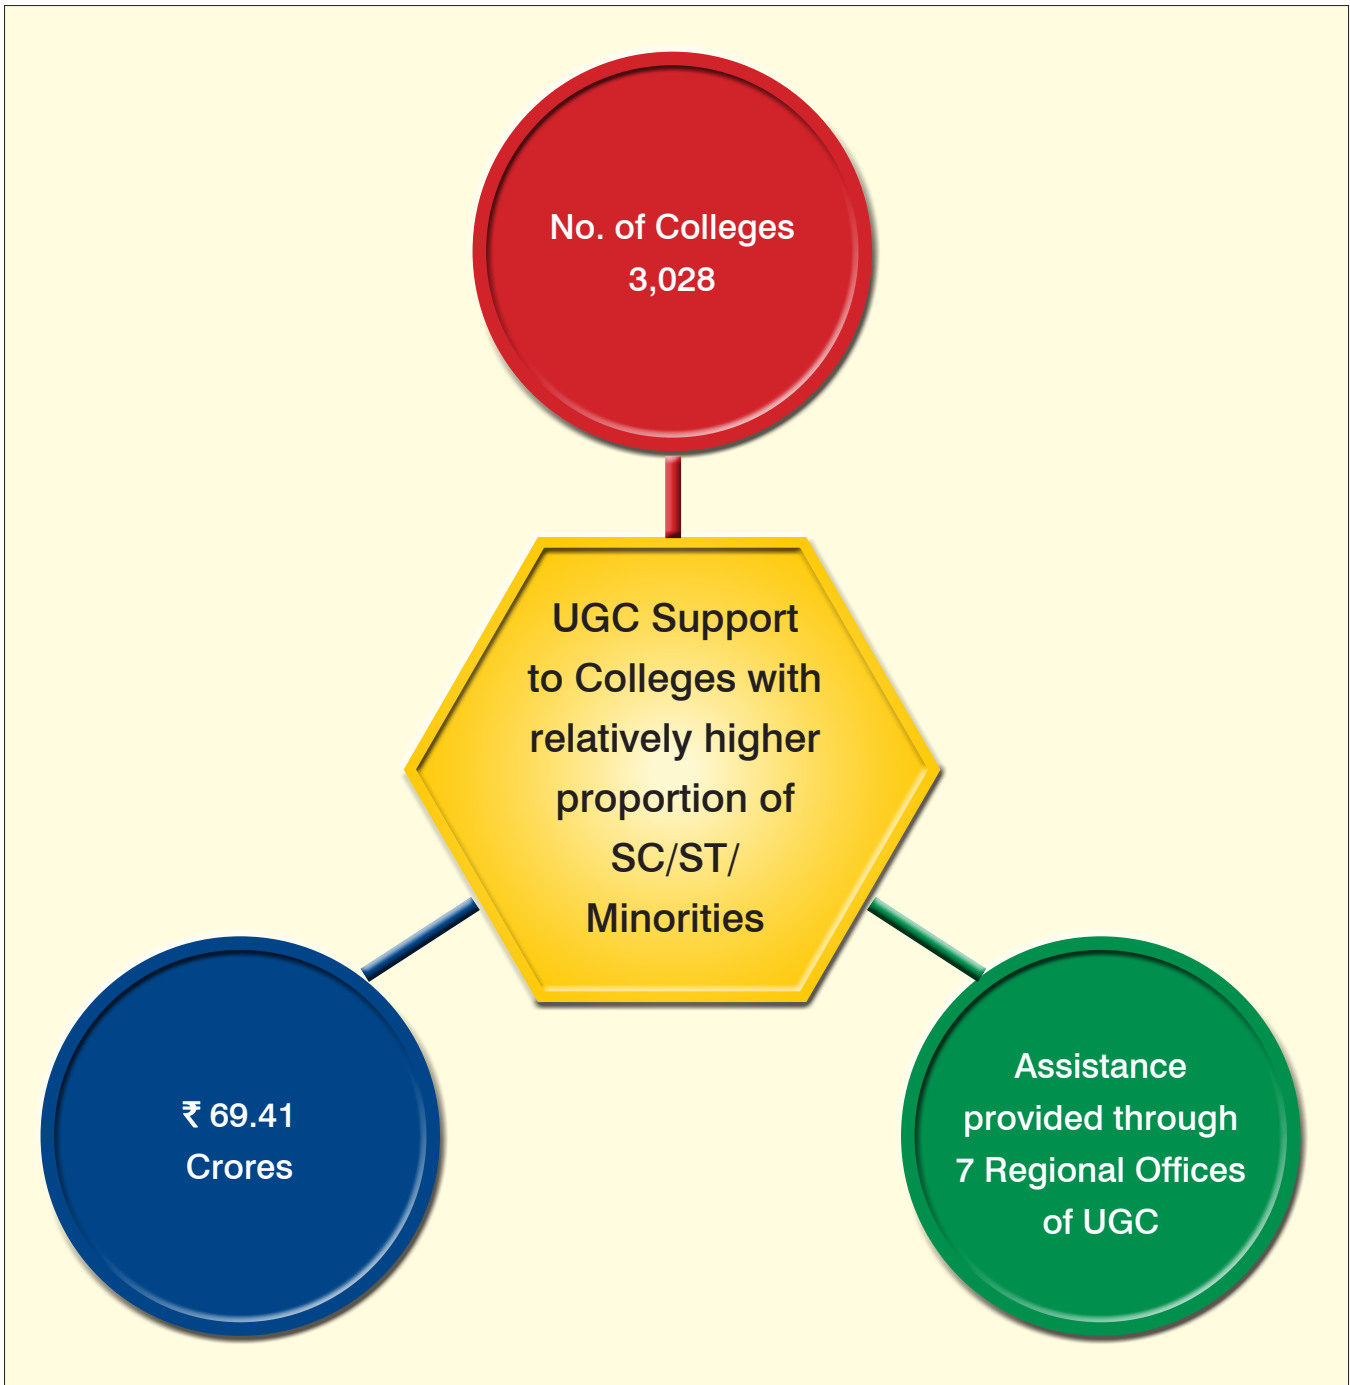 No. of Colleges
3,028
UGC Support
to Colleges with
relatively higher
proportion of
SC/ST/
Minorities
₹ 69.41
Crores
Assistance
provided through
7 Regional Offices
of UGC